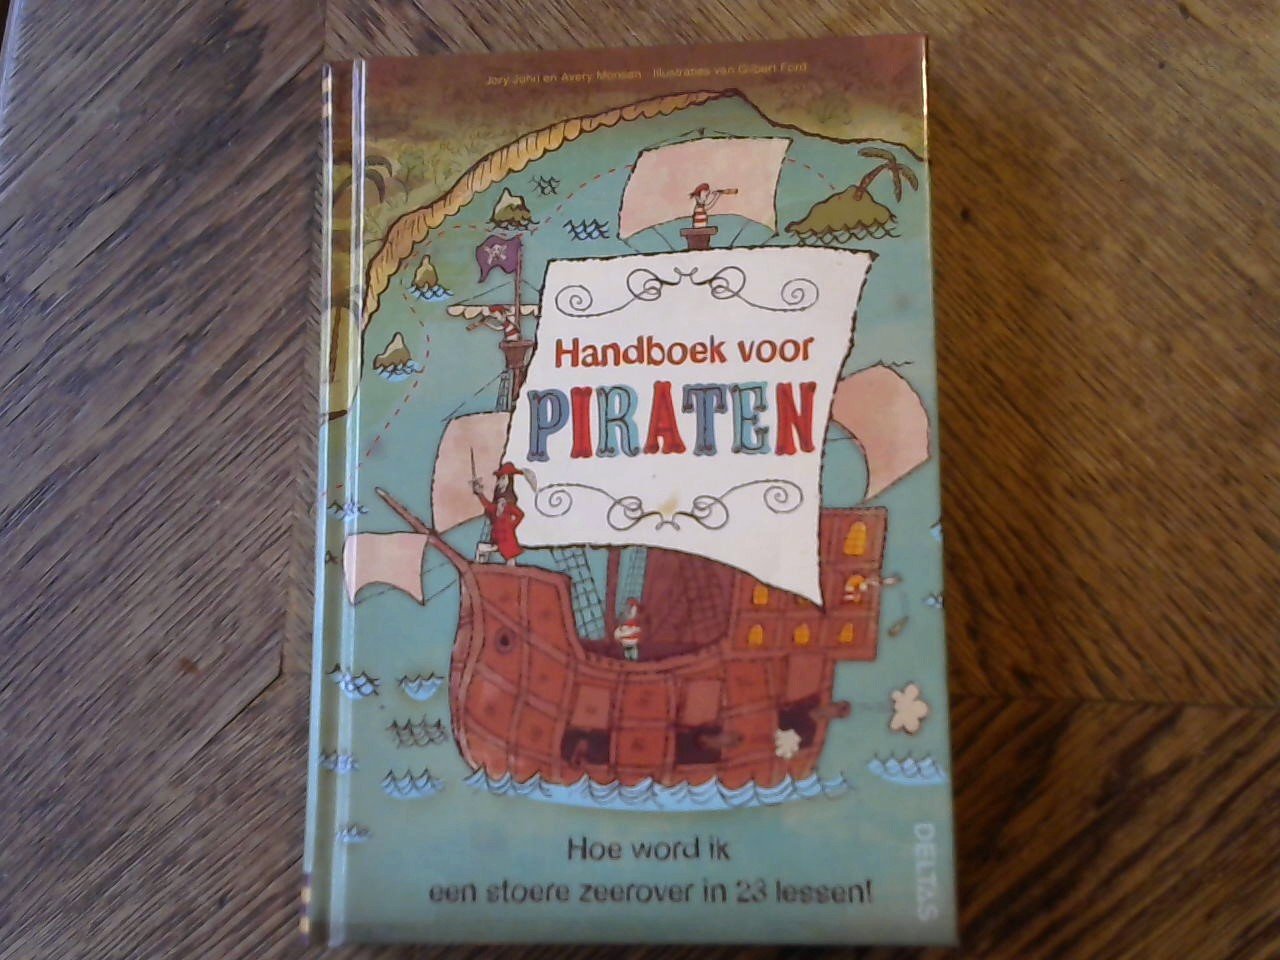 Jory John en Avery Monsen Illustraties van Gilbert Ford
Handboek voor
PIRATEN
Hoe word ik
een stoere zeerover in 23 lessen!
DELTAS